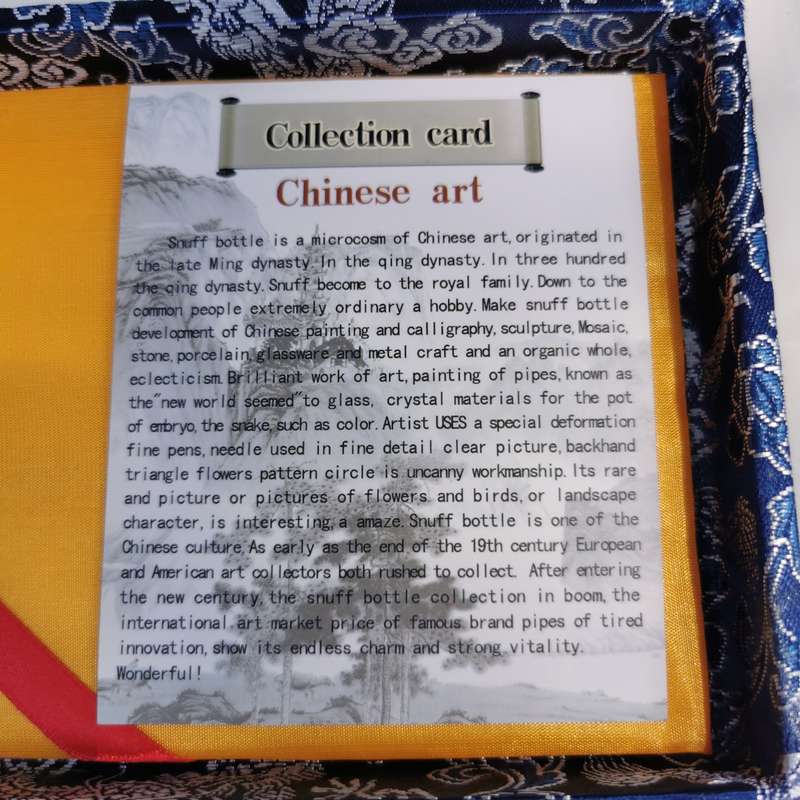 Collection card
Chinese art
Snuff bottle is a microcosm of Chinese art, originated in
the late Ming dynasty. In the qing dynasty. In three hundred
the qing dynasty. Snuff become to the royal family. Down to the
common people extremely ordinary a hobby. Make snuff bottle
development of Chinese painting and calligraphy, sculpture, Mosaic,
stone, porcelain, glassware and metal craft and an organic whole,
eclecticism. Brilliant work of art, painting of pipes, known as
the "new world seemed" to glass, crystal materials for the pot
of embryo, the snake, such as color. Artist USES a special deformation
fine pens, needle used in fine detail clear picture, backhand
triangle flowers pattern circle is uncanny workmanship. Its rare
and picture or pictures of flowers and birds, or landscape
character, is interesting, a amaze. Snuff bottle is one of the
Chinese culture, As early as the end of the 19th century European
and American art collectors both rushed to collect. After entering
the new century, the snuff bottle collection in boom, the
international art market price of famous brand pipes of tired
innovation, show its endless charm and strong vitality.
Wonderful!